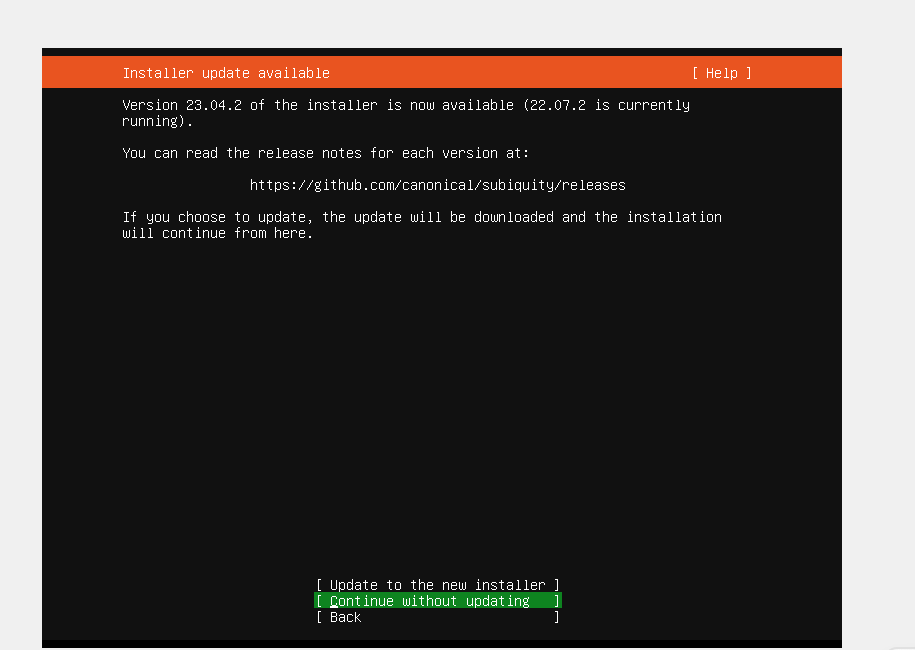 Installer update available [ Help ]
Version 23.04.2 of the installer is now available (22.07.2 is currently
running).
You can read the release notes for each version at:
https://github.com/canonical/subiquity/releases
If you choose to update, the update will be downloaded and the installation
will continue from here.
[ Update to the new installer ]
[ Continue without updating ]
[ Back ]